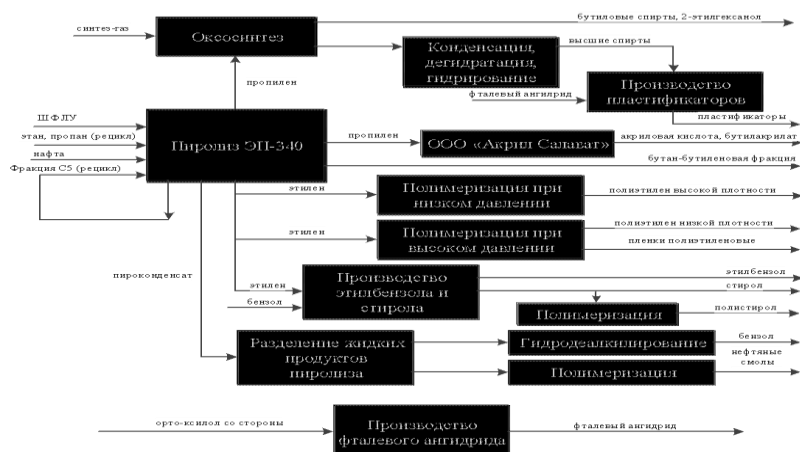 бутиловые спирты, 2-этилгексанол
синтез-газ
Оксосинтез
высшие спирты
Конденсация,
дегидратация,
гидрирование
пропилен
фталевый ангилрид
Производство
пластификаторов
пластификаторы
ШФЛУ
этан, пропан (рецикл)
нафта
Фракция С5 (рецикл)
Пиролиз ЭП-340
пропилен
ООО «Акрил Салават»
акриловая кислота, бутилакрилат
бутан-бутиленовая фракция
этилен
Полимеризация при
низком давлении
полиэтилен высокой плотности
этилен
Полимеризация при
высоком давлении
полиэтилен низкой плотности
пленки полиэтиленовые
пироконденсат
этилен
бензол
Производство
этилбензола и
стирола
этилбензол
стирол
Полимеризация
полистирол
Разделение жидких
продуктов
пиролиза
Гидродеалкилирование
бензол
Полимеризация
нефтяные
смолы
орто-ксилол со стороны
Производство
фталевого ангидрида
фталевый ангидрид